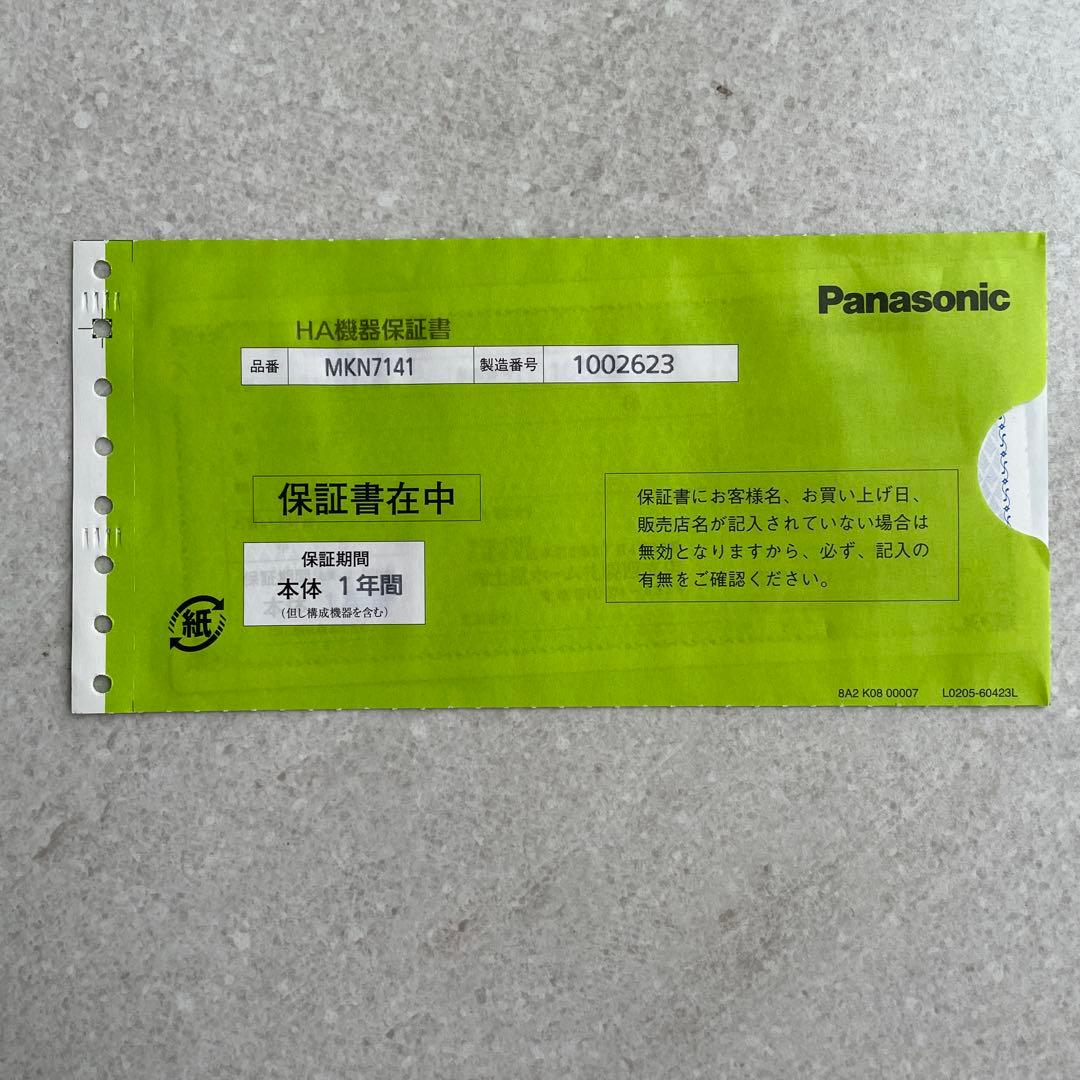 Panasonic
HA機器保証書
品番 MKN7141 製造番号 1002623
保証書在中
保証書にお客様名、お買い上げ日、
販売店名が記入されていない場合は
無効となりますから、必ず、記入の
有無をご確認ください。
保証期間
本体 1年間
(但し構成機器を含む)
紙
8A2 K08 00007 L0205-60423L